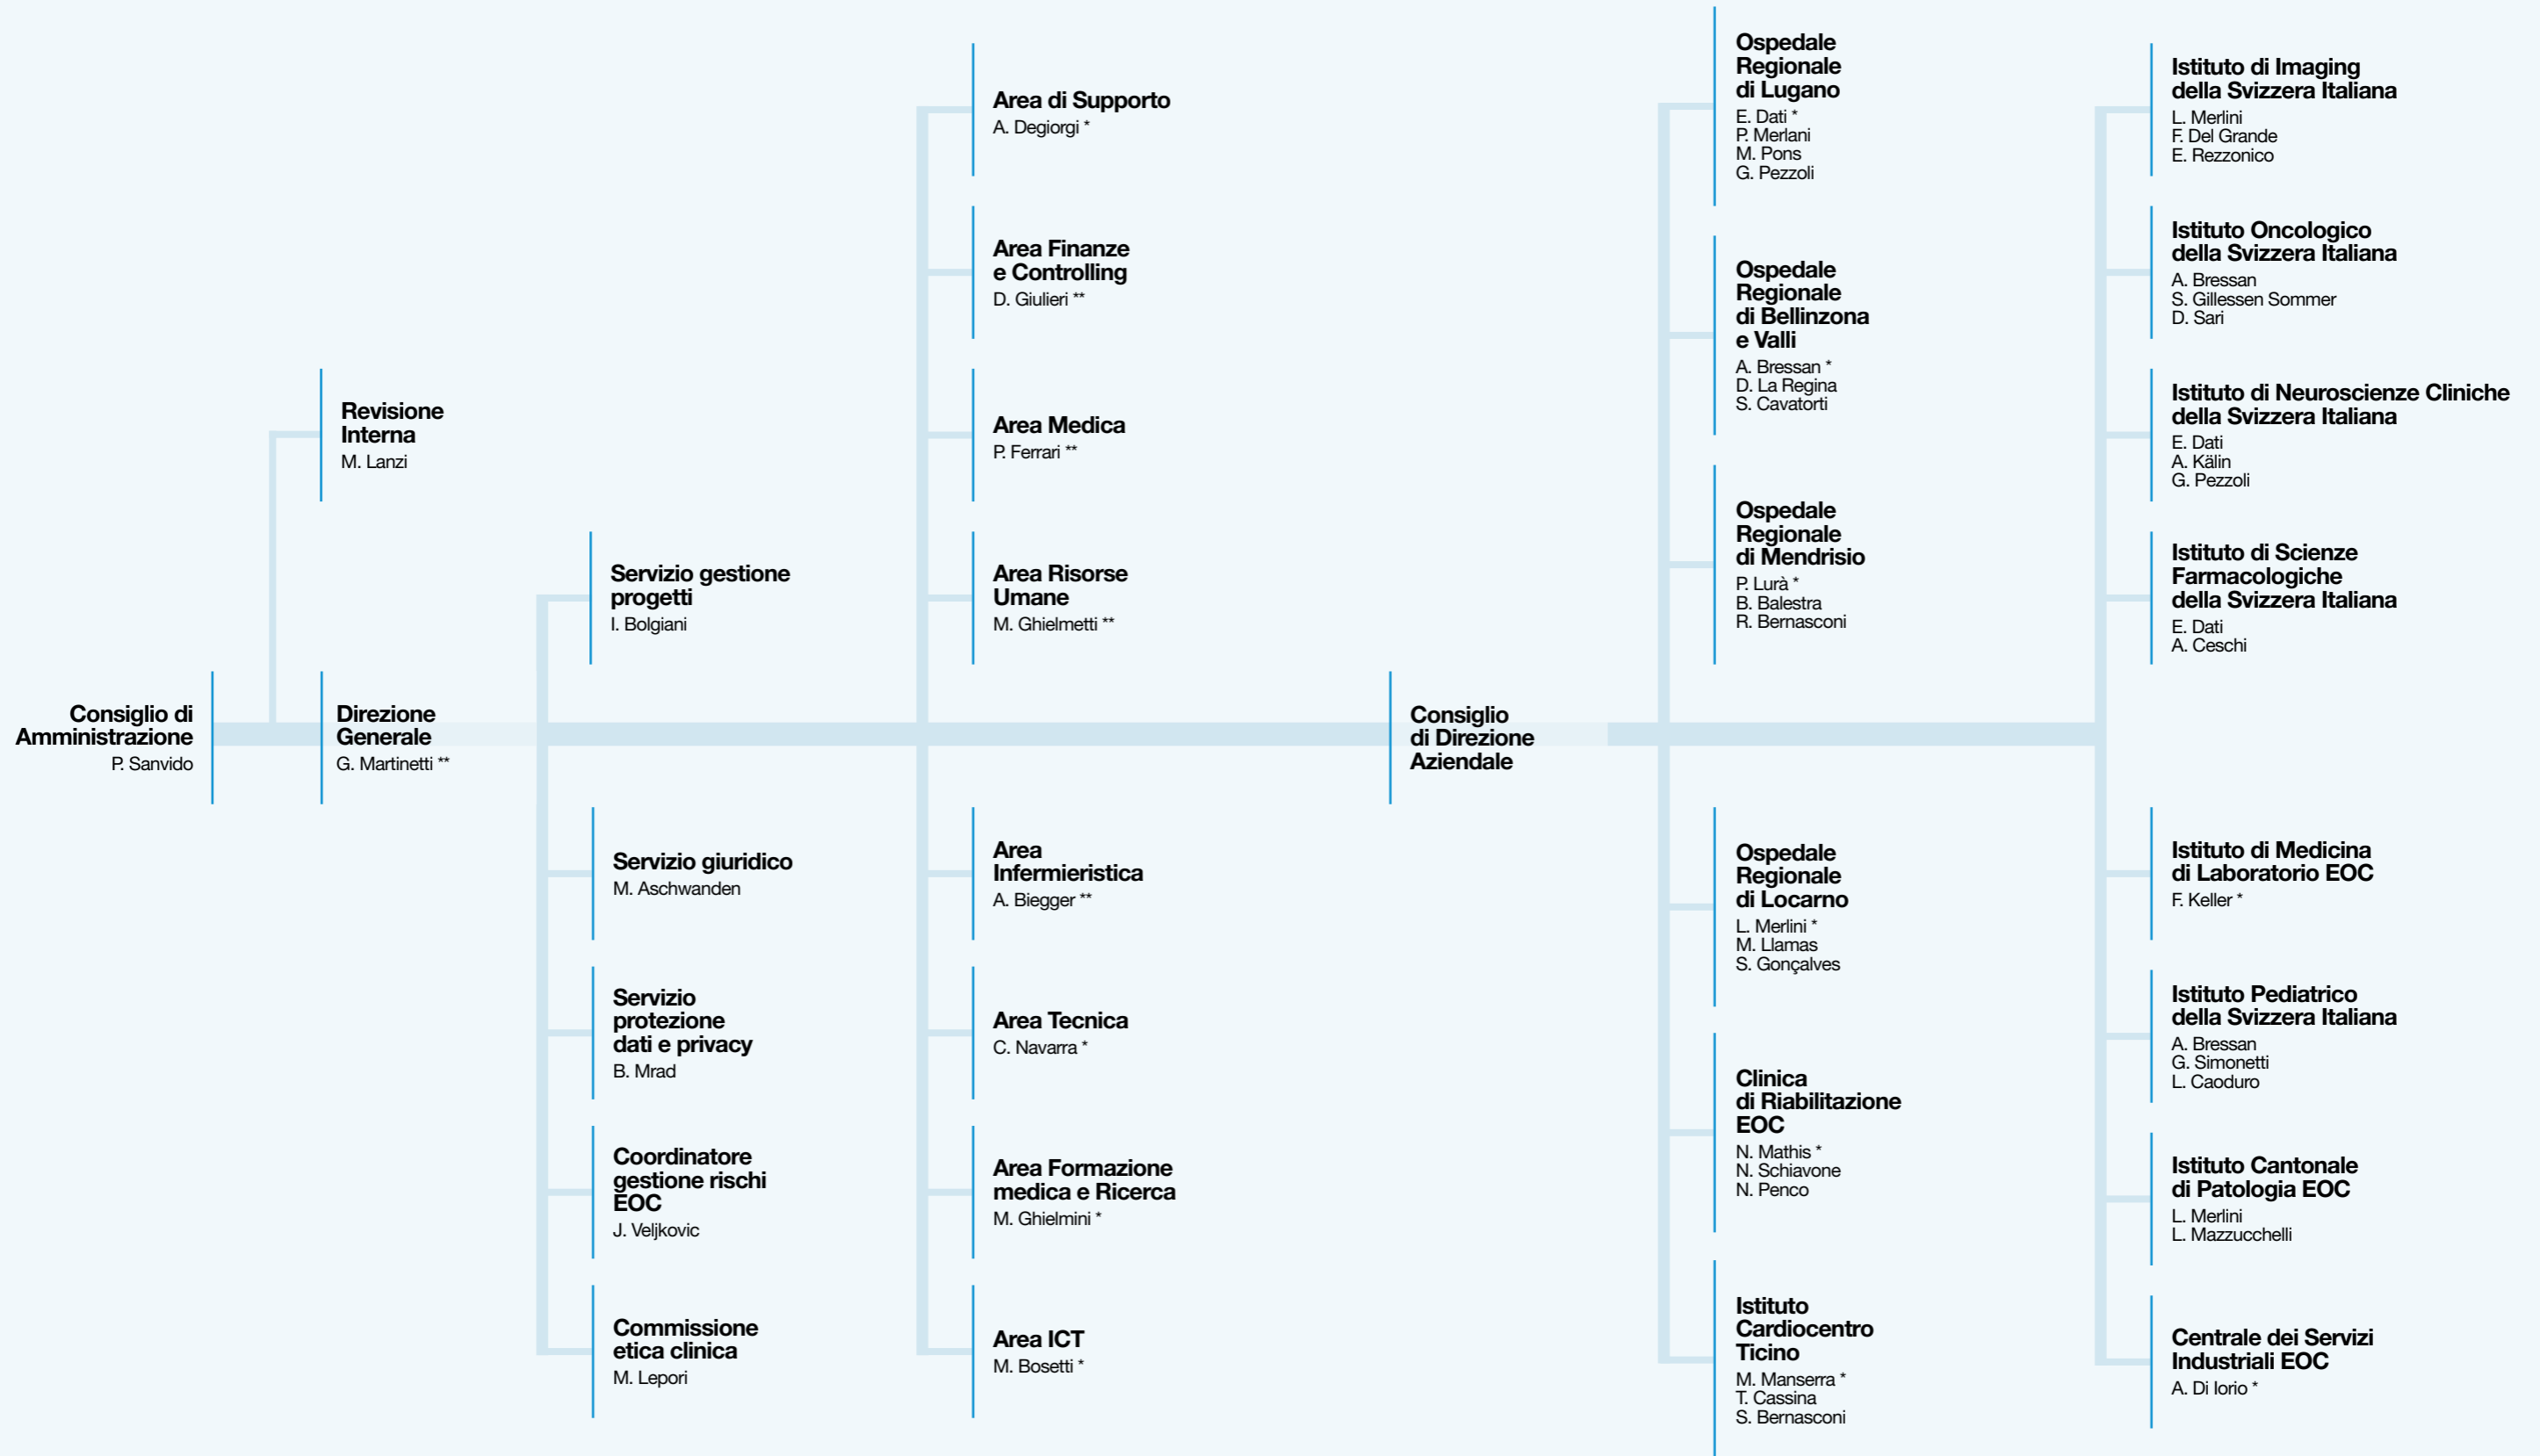 Consiglio di
Amministrazione
P. Sanvido
Revisione
Interna
M. Lanzi
Direzione
Generale
G. Martinetti **
Servizio gestione
progetti
I. Bolgiani
Servizio giuridico
M. Aschwanden
Servizio
protezione
dati e privacy
B. Mrad
Coordinatore
gestione rischi
EOC
J. Veljkovic
Commissione
etica clinica
M. Lepori
Area di Supporto
A. Degiorgi *
Area Finanze
e Controlling
D. Giulieri **
Area Medica
P. Ferrari **
Area Risorse
Umane
M. Ghielmetti **
Area
Infermieristica
A. Biegger **
Area Tecnica
C. Navarra *
Area Formazione
medica e Ricerca
M. Ghielmini *
Area ICT
M. Bosetti *
Consiglio
di Direzione
Aziendale
Ospedale
Regionale
di Lugano
E. Dati *
P. Merlani
M. Pons
G. Pezzoli
Ospedale
Regionale
di Bellinzona
e Valli
A. Bressan *
D. La Regina
S. Cavatorti
Ospedale
Regionale
di Mendrisio
P. Lurà *
B. Balestra
R. Bernasconi
Ospedale
Regionale
di Locarno
L. Merlini *
M. Llamas
S. Gonçalves
Clinica
di Riabilitazione
EOC
N. Mathis *
N. Schiavone
N. Penco
Istituto
Cardiocentro
Ticino
M. Manserra *
T. Cassina
S. Bernasconi
Istituto di Imaging
della Svizzera Italiana
L. Merlini
F. Del Grande
E. Rezzonico
Istituto Oncologico
della Svizzera Italiana
A. Bressan
S. Gillessen Sommer
D. Sari
Istituto di Neuroscienze Cliniche
della Svizzera Italiana
E. Dati
A. Kälin
G. Pezzoli
Istituto di Scienze
Farmacologiche
della Svizzera Italiana
E. Dati
A. Ceschi
Istituto di Medicina
di Laboratorio EOC
F. Keller *
Istituto Pediatrico
della Svizzera Italiana
A. Bressan
G. Simonetti
L. Caoduro
Istituto Cantonale
di Patologia EOC
L. Merlini
L. Mazzucchelli
Centrale dei Servizi
Industriali EOC
A. Di Iorio *